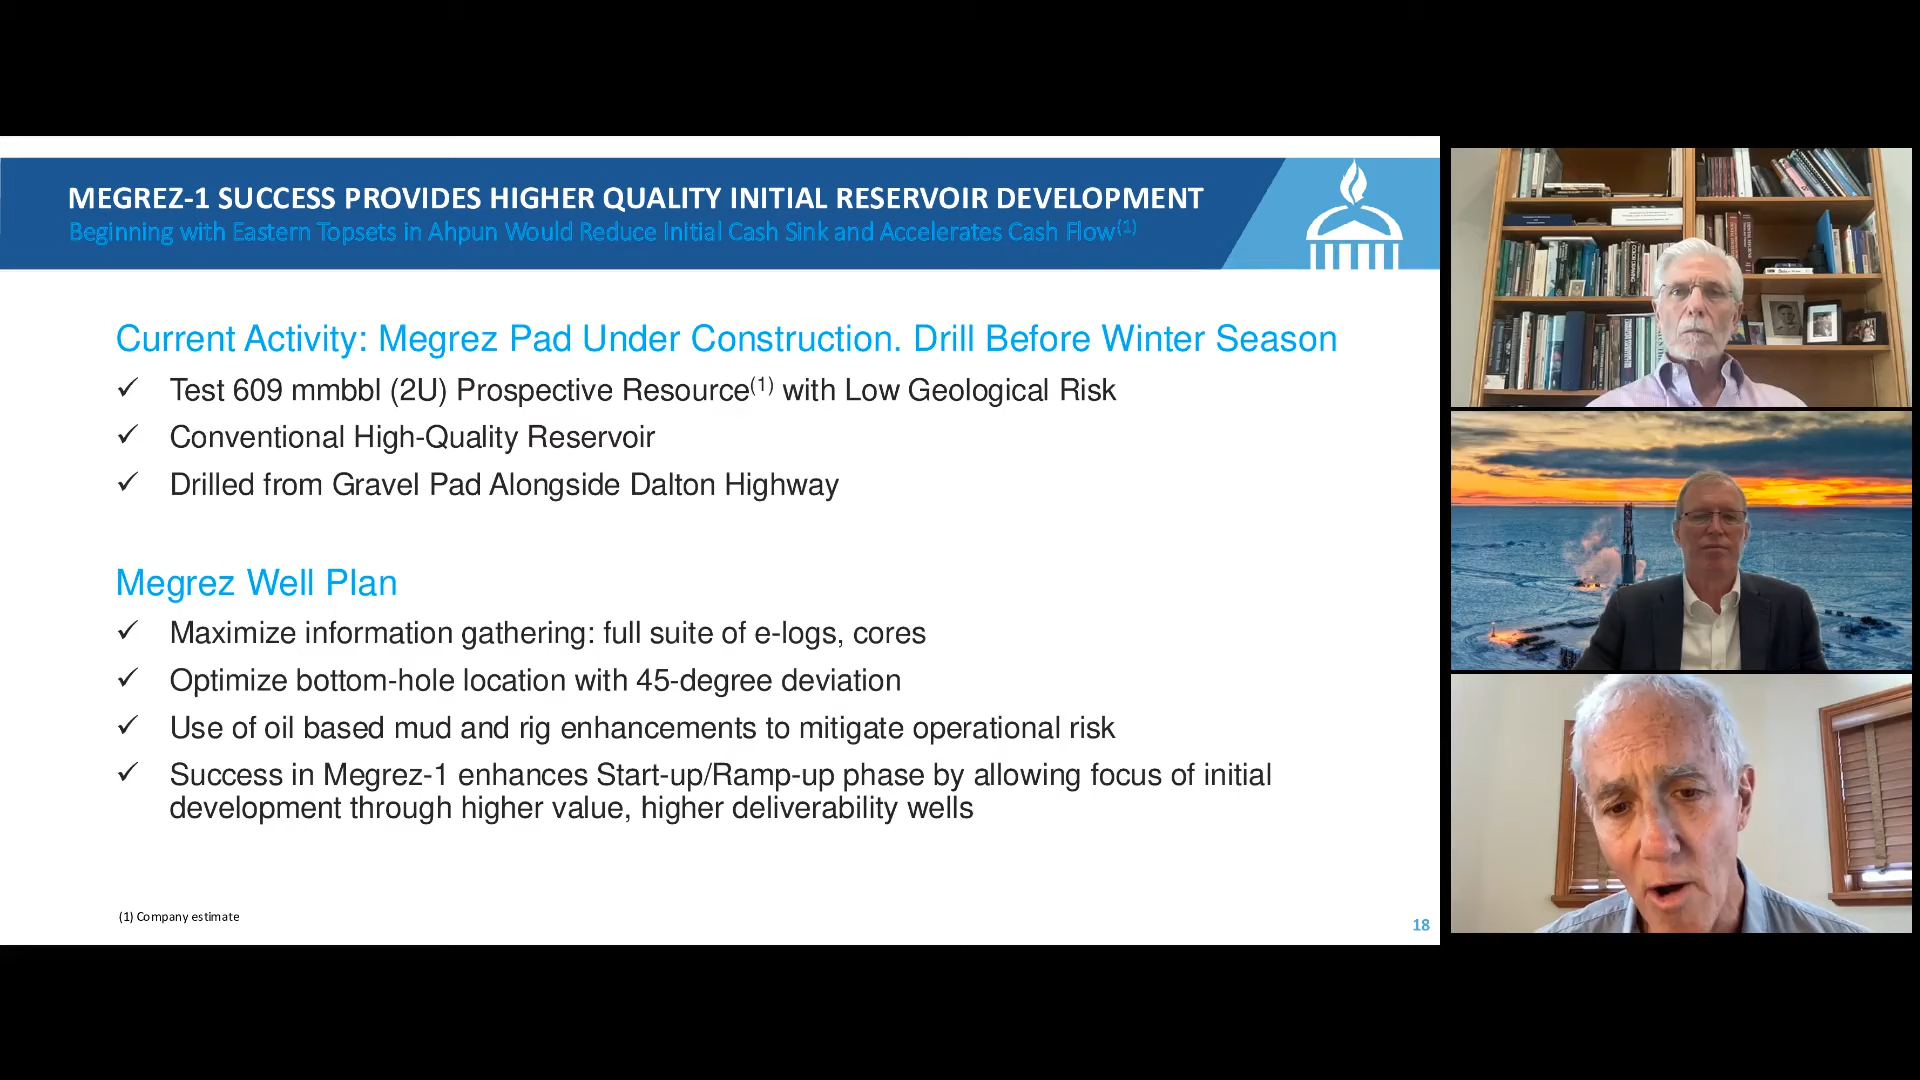 MEGREZ-1 SUCCESS PROVIDES HIGHER QUALITY INITIAL RESERVOIR DEVELOPMENT
Beginning with Eastern Topsets in Ahpun Would Reduce Initial Cash Sink and Accelerates Cash Flow(1)
Current Activity: Megrez Pad Under Construction. Drill Before Winter Season
✓ Test 609 mmbbl (2U) Prospective Resource(1) with Low Geological Risk
✓ Conventional High-Quality Reservoir
✓ Drilled from Gravel Pad Alongside Dalton Highway
Megrez Well Plan
✓ Maximize information gathering: full suite of e-logs, cores
✓ Optimize bottom-hole location with 45-degree deviation
✓ Use of oil based mud and rig enhancements to mitigate operational risk
✓ Success in Megrez-1 enhances Start-up/Ramp-up phase by allowing focus of initial
development through higher value, higher deliverability wells
(1) Company estimate
18